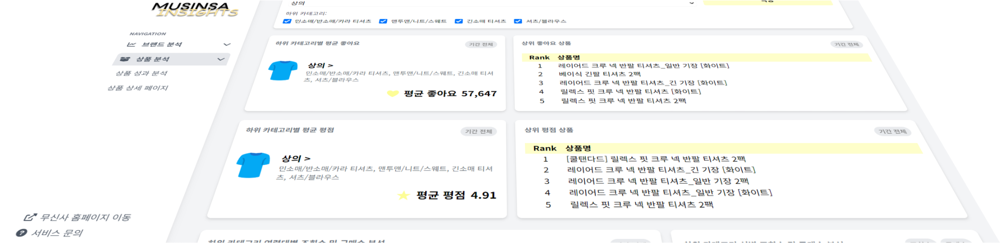 MUSINSA
INSIGHTS
NAVIGATION
브랜드 분석
상품 분석
상품 성과 분석
상품 상세 페이지
무신사 홈페이지 이동
서비스 문의
상의
하위 카테고리:
민소매/반소매/카라 티셔츠 맨투맨/니트/스웨트 긴소매 티셔츠 셔츠/블라우스
하위 카테고리별 평균 좋아요 기간 전체
상의 >
민소매/반소매/카라 티셔츠, 맨투맨/니트/스웨트, 긴소매 티셔
츠, 셔츠/블라우스
평균 좋아요 57,647
상위 좋아요 상품 기간 전체
Rank 상품명
1 레이어드 크루 넥 반팔 티셔츠_일반 기장 [화이트]
2 베이식 긴팔 티셔츠 2팩
3 레이어드 크루 넥 반팔 티셔츠_긴 기장 [화이트]
4 릴렉스 핏 크루 넥 반팔 티셔츠 [화이트]
5 릴렉스 핏 크루 넥 반팔 티셔츠 2팩
하위 카테고리별 평균 평점 기간 전체
상의 >
민소매/반소매/카라 티셔츠, 맨투맨/니트/스웨트, 긴소매 티셔
츠, 셔츠/블라우스
평균 평점 4.91
상위 평점 상품 기간 전체
Rank 상품명
1 [쿨탠다드] 릴렉스 핏 크루 넥 반팔 티셔츠 2팩
2 레이어드 크루 넥 반팔 티셔츠_긴 기장 [화이트]
3 레이어드 크루 넥 반팔 티셔츠_일반 기장 2팩
4 레이어드 크루 넥 반팔 티셔츠_일반 기장 [화이트]
5 릴렉스 핏 크루 넥 반팔 티셔츠 2팩